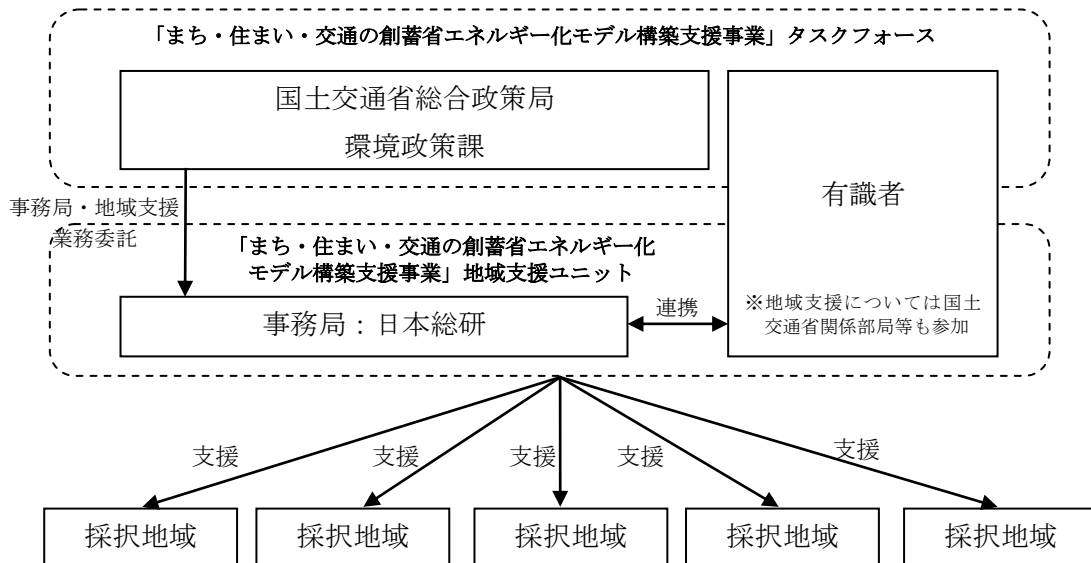 「まち・住まい・交通の創蓄省エネルギー化モデル構築支援事業」タスクフォース
国土交通省総合政策局
環境政策課
有識者
※地域支援については国土
交通省関係部局等も参加
事務局・地域支援
業務委託
「まち・住まい・交通の創蓄省エネルギー化
モデル構築支援事業」地域支援ユニット
事務局：日本総研
連携
支援
支援
支援
支援
支援
採択地域
採択地域
採択地域
採択地域
採択地域